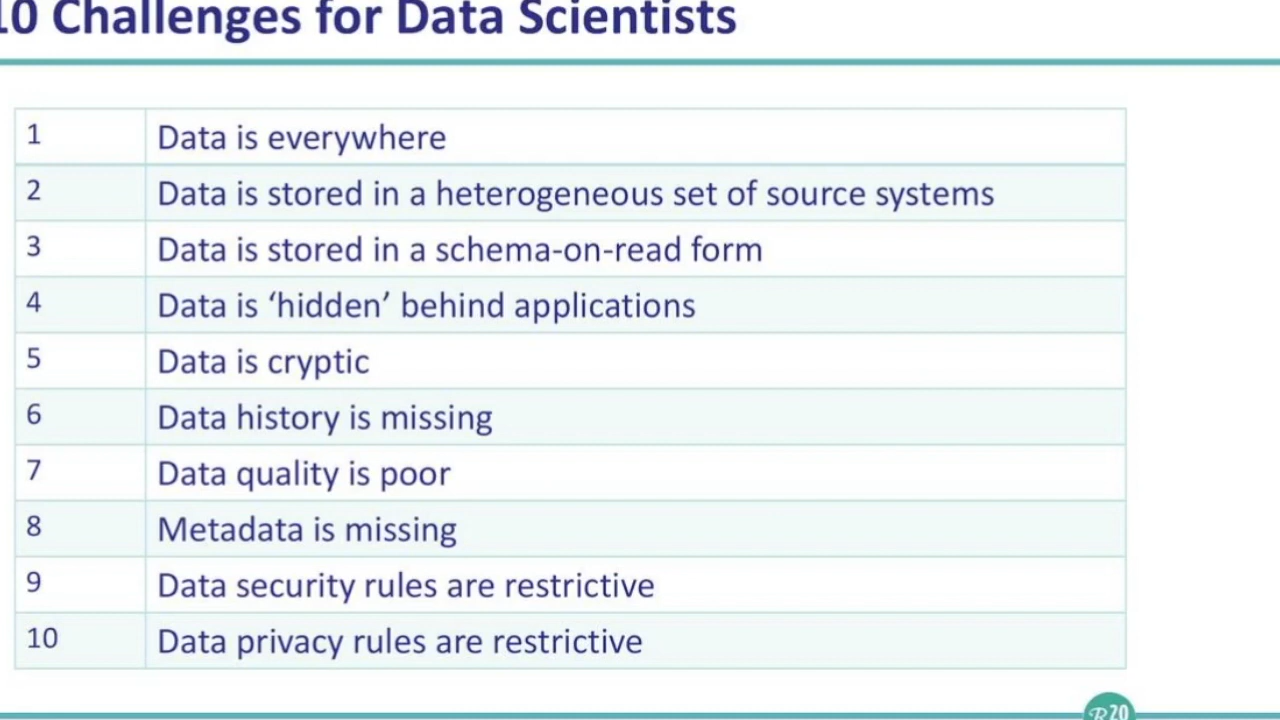 10 Challenges for Data Scientists
1 Data is everywhere
2 Data is stored in a heterogeneous set of source systems
3 Data is stored in a schema-on-read form
4 Data is ‘hidden’ behind applications
5 Data is cryptic
6 Data history is missing
7 Data quality is poor
8 Metadata is missing
9 Data security rules are restrictive
10 Data privacy rules are restrictive
R20